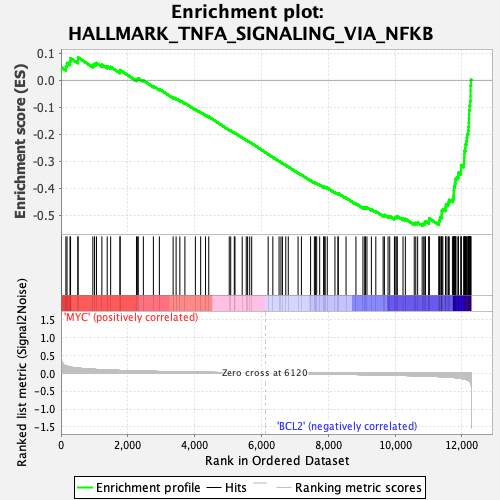 Enrichment plot:
HALLMARK_TNFA_SIGNALING_VIA_NFKB
Enrichment score (ES)
0.1
0.0
-0.1
-0.2
-0.3
-0.4
-0.5
'MYC' (positively correlated)
Ranked list metric (Signal2Noise)
1.5
1.0
0.5
0.0
-0.5
-1.0
-1.5
Zero cross at 6120
'BCL2' (negatively correlated)
0 2,000 4,000 6,000 8,000 10,000 12,000
Rank in Ordered Dataset
Enrichment profile Hits Ranking metric scores